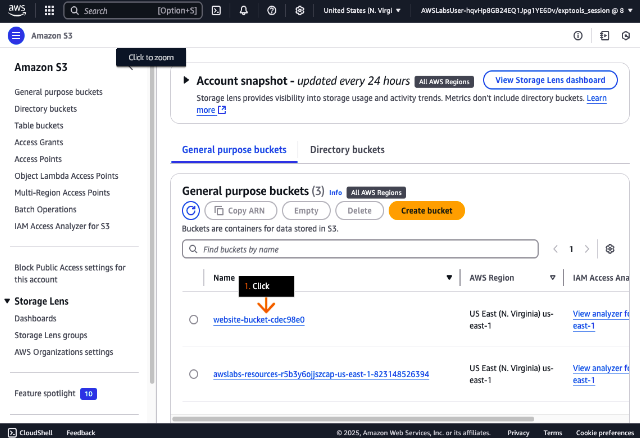 aws
Search
[Option+S]
United States (N. Virgi
AWSLabsUser-hqvHp8GB24EQ1Jpg1YE6Dv/exptools_session @ 8
Amazon S3
Click to zoom
Amazon S3
General purpose buckets
Directory buckets
Table buckets
Access Grants
Access Points
Object Lambda Access Points
Multi-Region Access Points
Batch Operations
IAM Access Analyzer for S3
Block Public Access settings for
this account
Storage Lens
Dashboards
Storage Lens groups
AWS Organizations settings
Feature spotlight 10
Account snapshot - updated every 24 hours All AWS Regions
View Storage Lens dashboard
Storage lens provides visibility into storage usage and activity trends. Metrics don't include directory buckets. Learn
more
General purpose buckets
Directory buckets
General purpose buckets (3) Info All AWS Regions
Copy ARN
Empty
Delete
Create bucket
Buckets are containers for data stored in S3.
Find buckets by name
1
Name
AWS Region
IAM Access Anal
1. Click
website-bucket-cdec98e0
US East (N. Virginia) us-
east-1
View analyzer fo
east-1
awslabs-resources-r5b3y6ojjszcap-us-east-1-823148526394
US East (N. Virginia) us-
east-1
View analyzer fo
east-1
CloudShell
Feedback
© 2025, Amazon Web Services, Inc. or its affiliates.
Privacy
Terms
Cookie preferences